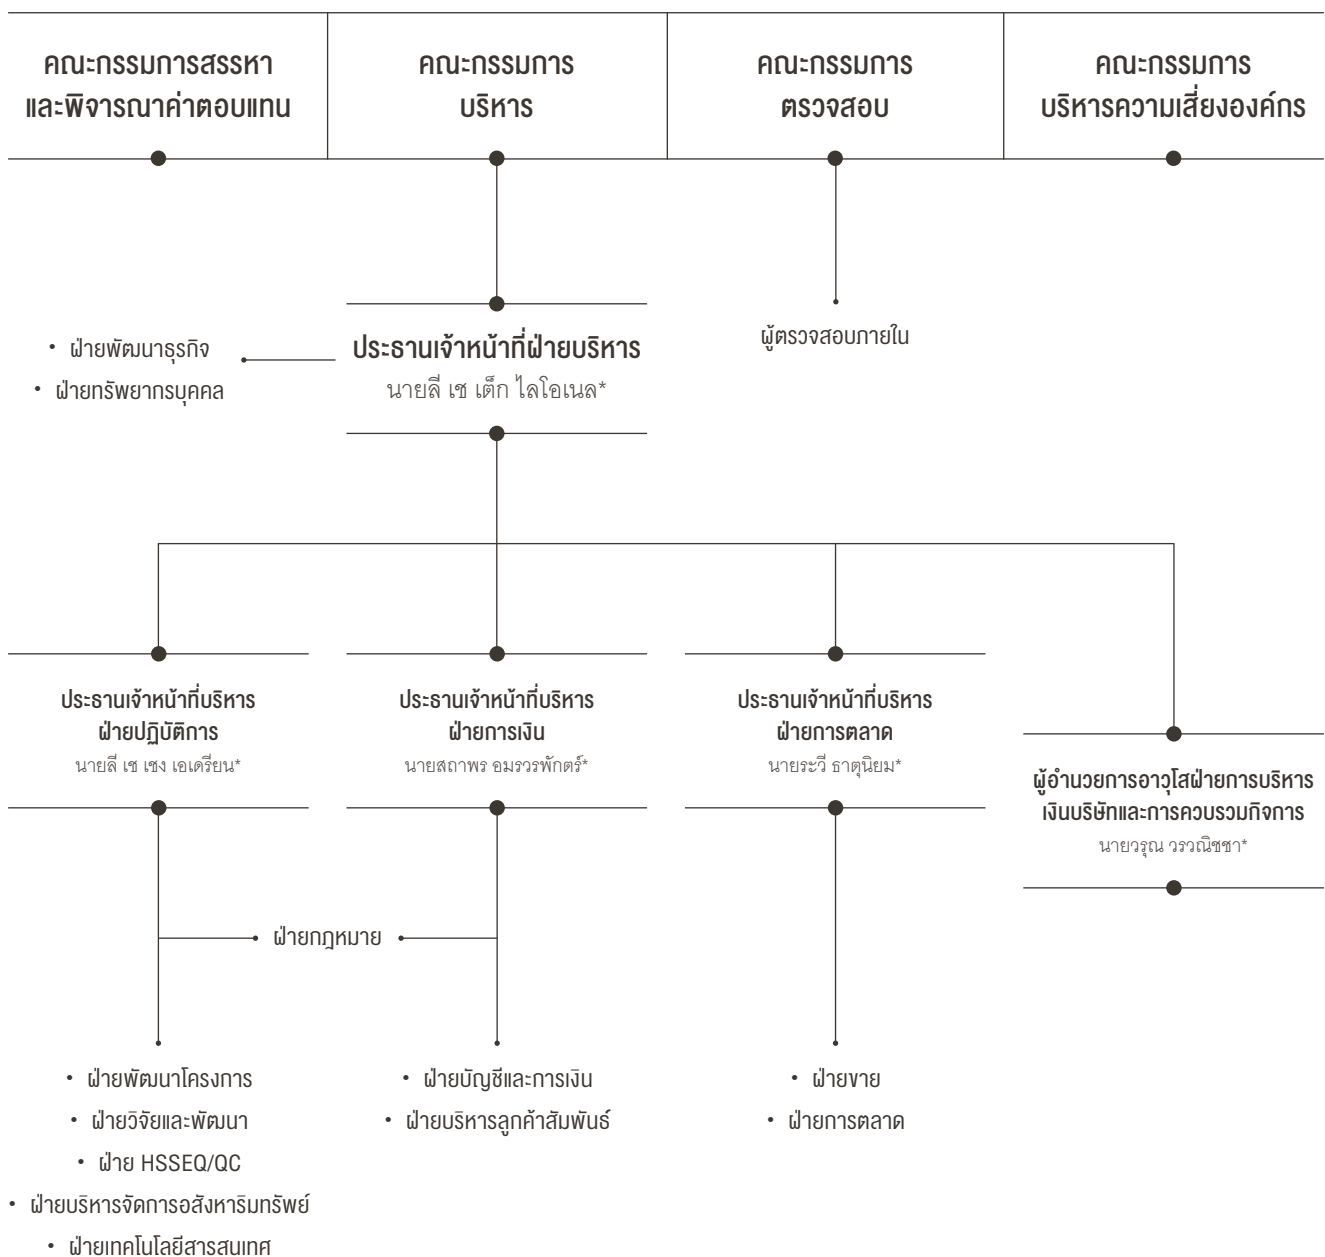 คณะกรรมการสรรหา
และพิจารณาค่าตอบแทน
คณะกรรมการ
บริหาร
คณะกรรมการ
ตรวจสอบ
คณะกรรมการ
บริหารความเสี่ยงองค์กร
• ฝ่ายพัฒนาธุรกิจ
• ฝ่ายทรัพยากรบุคคล
ประธานเจ้าหน้าที่ฝ่ายบริหาร
นายลี เช เต็ก ไลโอเนล*
ผู้ตรวจสอบภายใน
ประธานเจ้าหน้าที่บริหาร
ฝ่ายปฏิบัติการ
นายลี เช เชง เอเดรียน*
ประธานเจ้าหน้าที่บริหาร
ฝ่ายการเงิน
นายสถาพร อมรวรพักตร์*
ประธานเจ้าหน้าที่บริหาร
ฝ่ายการตลาด
นายระวี ธาตุนิยม*
ผู้อำนวยการอาวุโสฝ่ายการบริหาร
เงินบริษัทและการควบรวมกิจการ
นายวรุณ วรวณิชชา*
ฝ่ายกฎหมาย
• ฝ่ายพัฒนาโครงการ
• ฝ่ายวิจัยและพัฒนา
• ฝ่าย HSSEQ/QC
• ฝ่ายบริหารจัดการอสังหาริมทรัพย์
• ฝ่ายเทคโนโลยีสารสนเทศ
• ฝ่ายบัญชีและการเงิน
• ฝ่ายบริหารลูกค้าสัมพันธ์
• ฝ่ายขาย
• ฝ่ายการตลาด